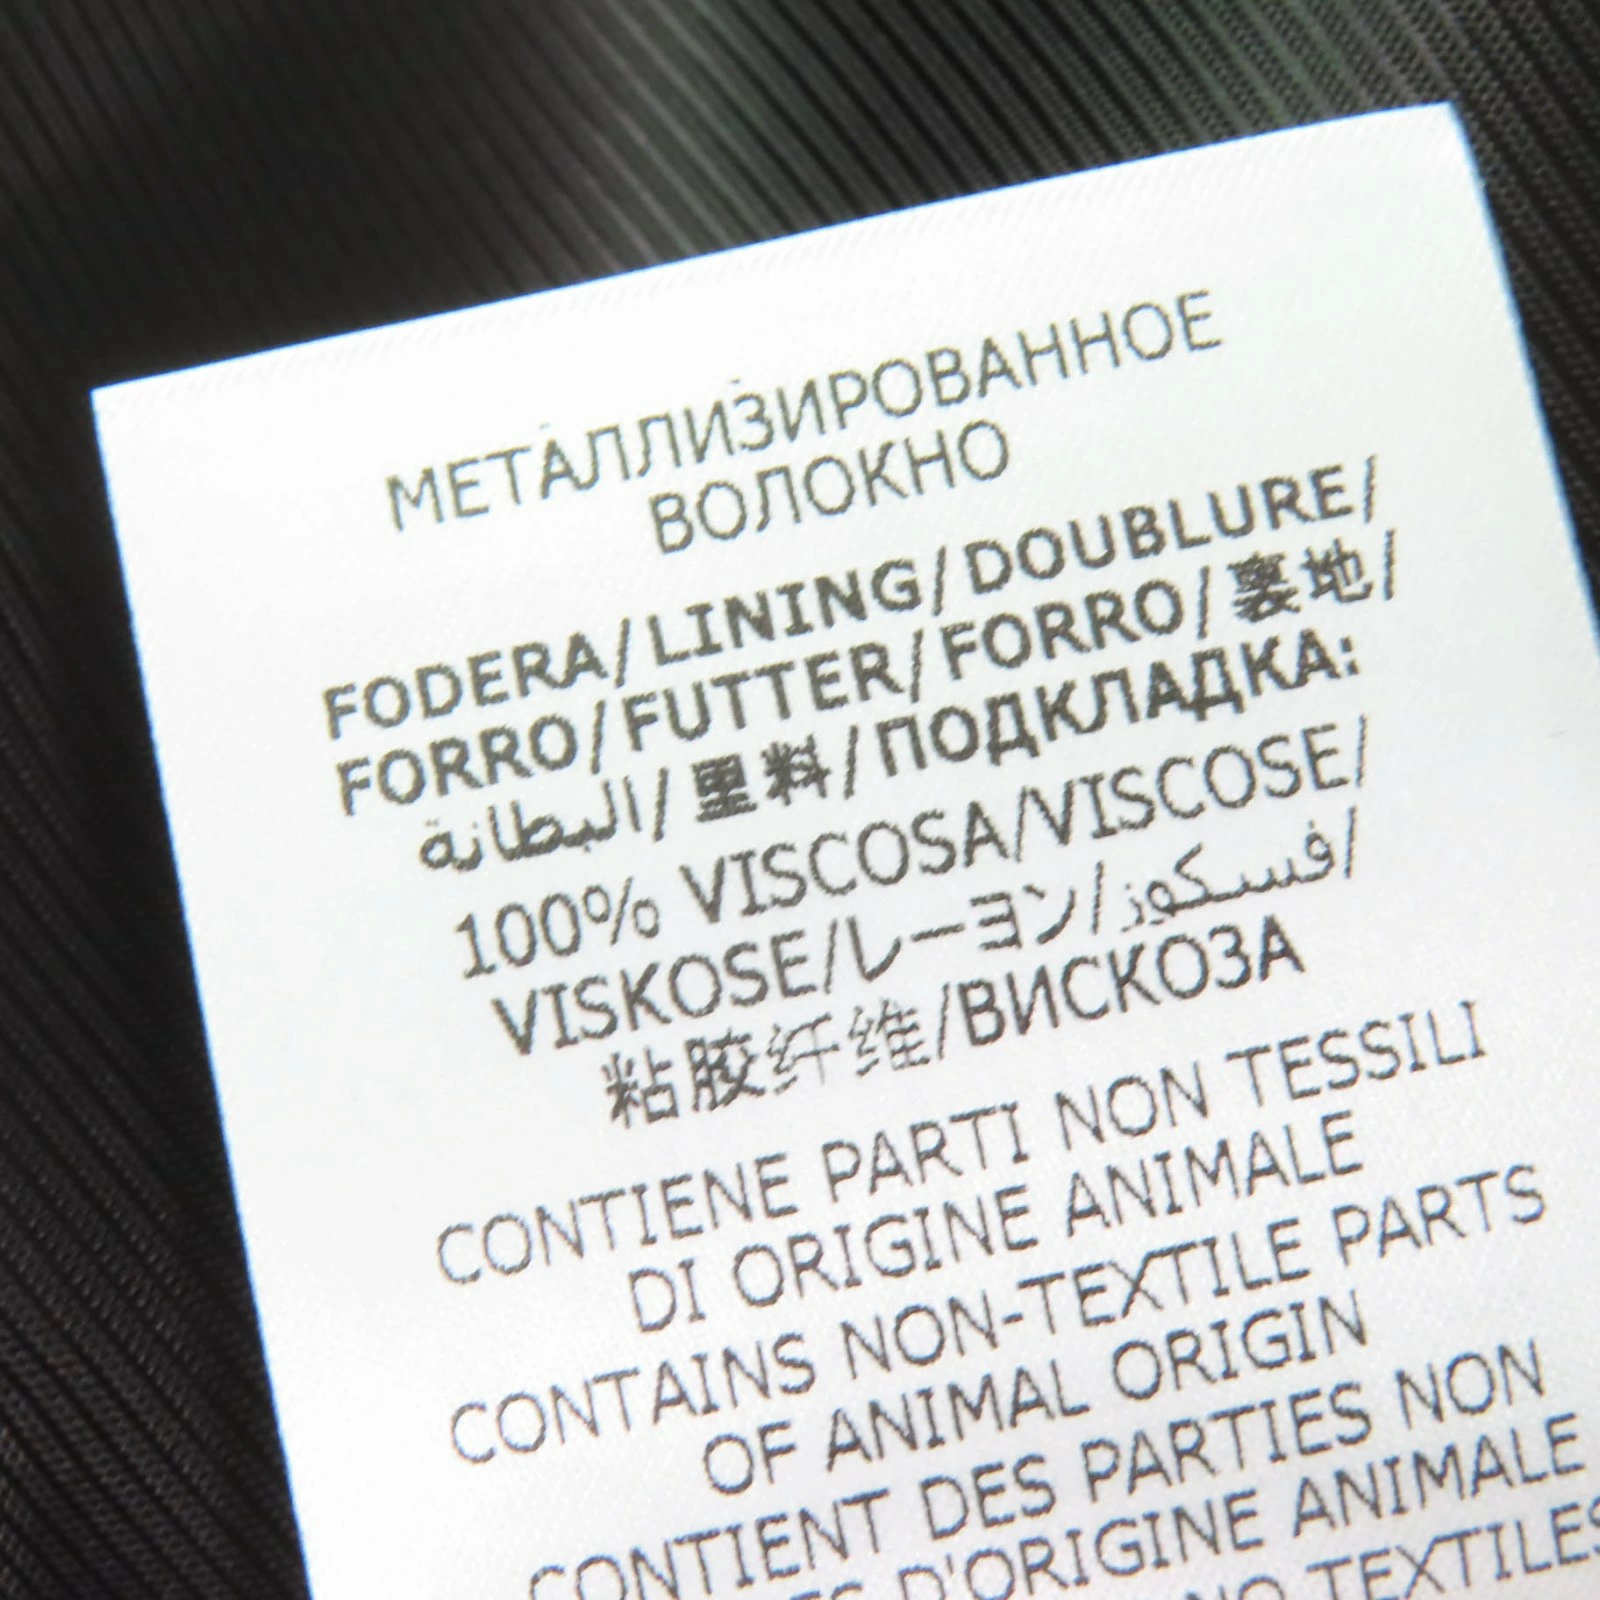 МЕТАЛЛИЗИРОВАННОЕ
ВОЛОКНО
FODERA/LINING/DOUBLURE/
FORRO/FUTTER/FORRO/裏地/
البطانة/里料/ПОДКЛАДКА:
100% VISCOSA/VISCOSE/
VISKOSE/レーヨン/فسكوز/
粘胶纤维/ВИСКОЗА
CONTIENE PARTI NON TESSILI
DI ORIGINE ANIMALE
CONTAINS NON-TEXTILE PARTS
OF ANIMAL ORIGIN
CONTIENT DES PARTIES NON
D'ORIGINE ANIMALE
NO TEXTILES